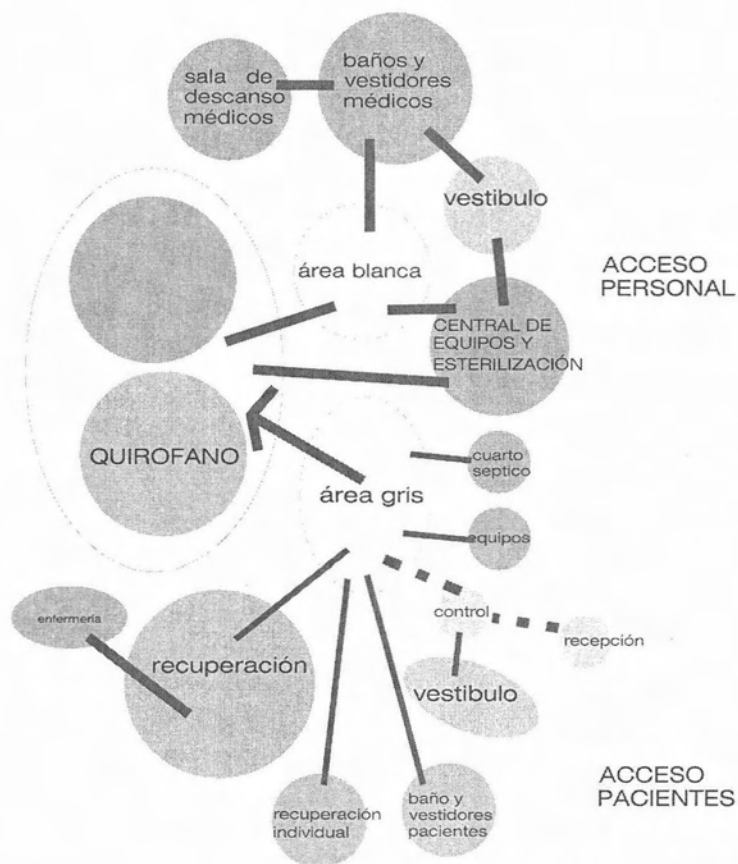 sala de
descanso
médicos
baños y
vestidores
médicos
vestibulo
área blanca
ACCESO
PERSONAL
CENTRAL DE
EQUIPOS Y
ESTERILIZACIÓN
QUIROFANO
cuarto
septico
área gris
equipos
enfermería
control
recepción
recuperación
vestibulo
ACCESO
PACIENTES
recuperación
individual
baño y
vestidores
pacientes